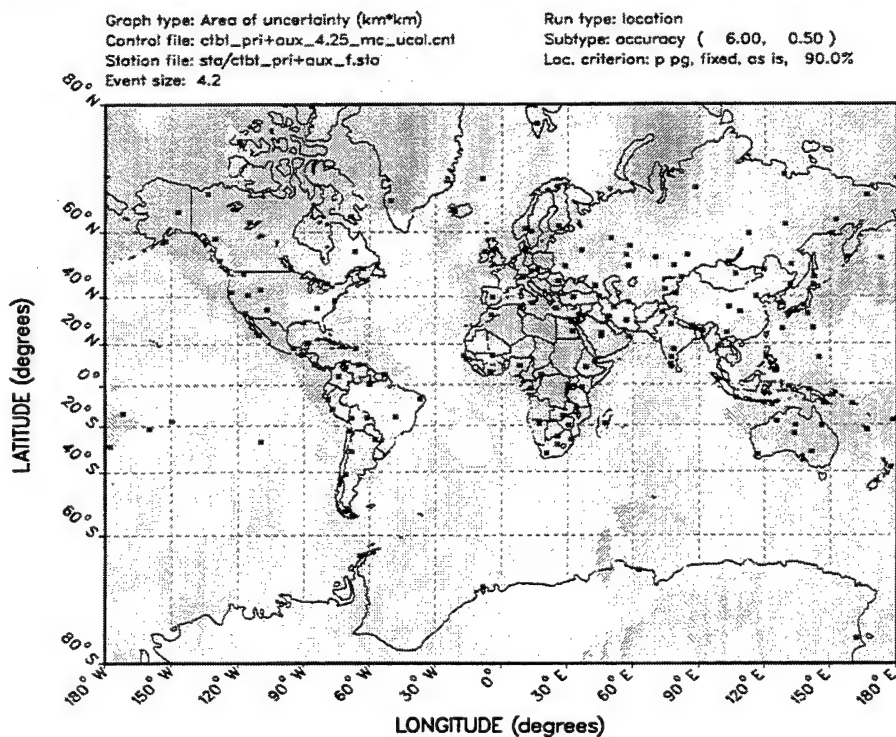 Graph type: Area of uncertainty (km*km)
Control file: ctbt_pri+aux_4.25_mc_ucal.cnt
Station file: sta/ctbt_pri+aux_f.sta
Event size: 4.2
Run type: location
Subtype: accuracy ( 6.00, 0.50 )
Loc. criterion: p pg, fixed, as is, 90.0%
80° N
60° N
40° N
20° N
0°
20° S
40° S
60° S
80° S
LATITUDE (degrees)
180° W
150° W
120° W
90° W
60° W
30° W
0°
30° E
60° E
90° E
120° E
150° E
180° E
LONGITUDE (degrees)